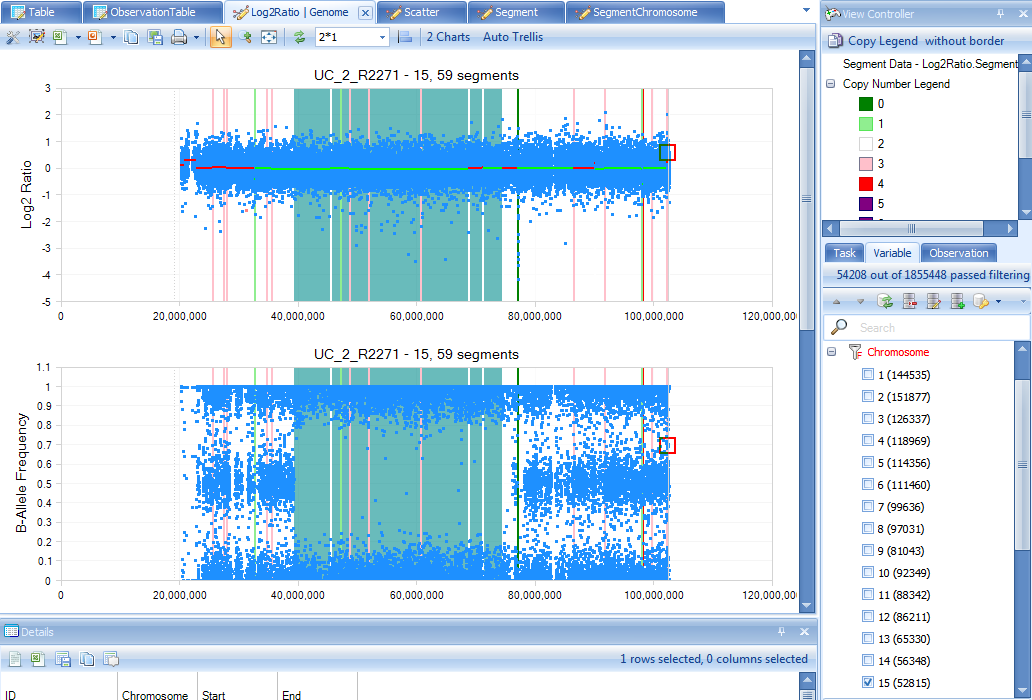 Table
ObservationTable
Log2Ratio | Genome
Scatter
Segment
SegmentChromosome
2*1
2 Charts
Auto Trellis
UC_2_R2271 - 15, 59 segments
Log2 Ratio
3
2
1
0
-1
-2
-3
-4
-5
0
20,000,000
40,000,000
60,000,000
80,000,000
100,000,000
120,000,00
UC_2_R2271 - 15, 59 segments
B-Allele Frequency
1.1
1
0.9
0.8
0.7
0.6
0.5
0.4
0.3
0.2
0.1
0
0
20,000,000
40,000,000
60,000,000
80,000,000
100,000,000
120,000,00
Details
1 rows selected, 0 columns selected
ID
Chromosome
Start
End
View Controller
Copy Legend without border
Segment Data - Log2Ratio.Segment
Copy Number Legend
0
1
2
3
4
5
Task
Variable
Observation
54208 out of 1855448 passed filtering
Search
Chromosome
1 (144535)
2 (151877)
3 (126337)
4 (118969)
5 (114356)
6 (111460)
7 (99636)
8 (97031)
9 (81043)
10 (92349)
11 (88342)
12 (86211)
13 (65330)
14 (56348)
15 (52815)